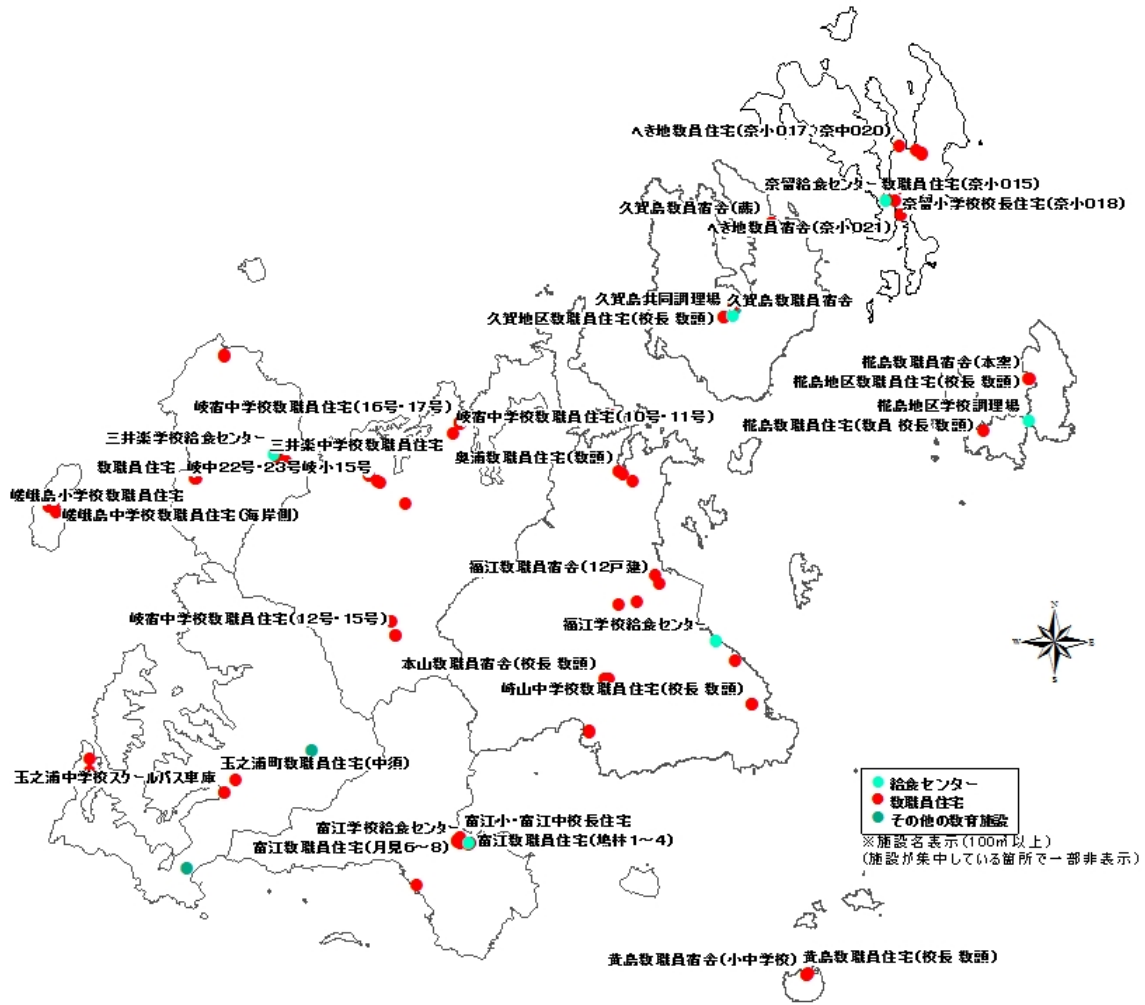 へき地教員住宅(奈小017、奈中020)
奈留給食センター 教職員住宅(奈小015)
久賀島教員宿舎(蕨)
奈留小学校校長住宅(奈小018)
へき地教員宿舎(奈小021)
久賀島共同調理場 久賀島教職員宿舎
久賀地区教職員住宅(校長 教頭)
椛島教職員宿舎(本窯)
椛島地区教職員住宅(校長 教頭)
椛島地区学校調理場
椛島教職員住宅(教員 校長 教頭)
岐宿中学校教職員住宅(16号・17号)
岐宿中学校教職員住宅(10号・11号)
三井楽学校給食センター
三井楽中学校教職員住宅
奥浦教職員住宅(教頭)
教職員住宅 岐中22号・23号岐小15号
嵯峨島小学校教職員住宅
嵯峨島中学校教職員住宅(海岸側)
福江教職員宿舎(12戸建)
岐宿中学校教職員住宅(12号・15号)
福江学校給食センター
N
W
E
S
本山教職員宿舎(校長 教頭)
崎山中学校教職員住宅(校長 教頭)
玉之浦町教職員住宅(中須)
玉之浦中学校スクールバス車庫
給食センター
教職員住宅
その他の教育施設
※施設名表示(100㎡以上)
(施設が集中している箇所で一部非表示)
富江小・富江中校長住宅
富江学校給食センター
富江教職員住宅(月見6~8)
富江教職員住宅(鳩林1~4)
黄島教職員宿舎(小中学校)
黄島教職員住宅(校長 教頭)